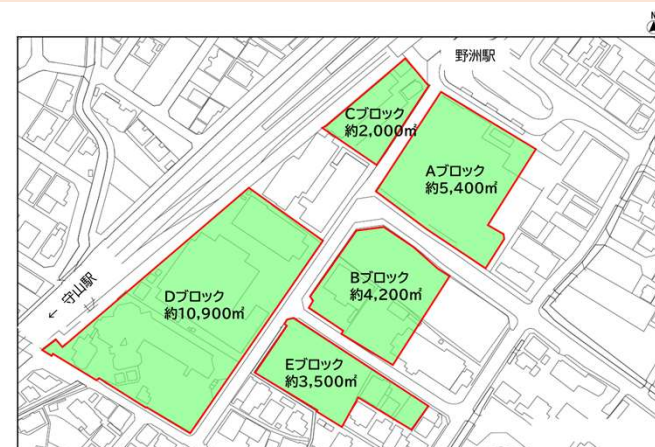 N
野洲駅
Cブロック
約2,000㎡
Aブロック
約5,400㎡
Bブロック
約4,200㎡
← 守山駅
Dブロック
約10,900㎡
Eブロック
約3,500㎡